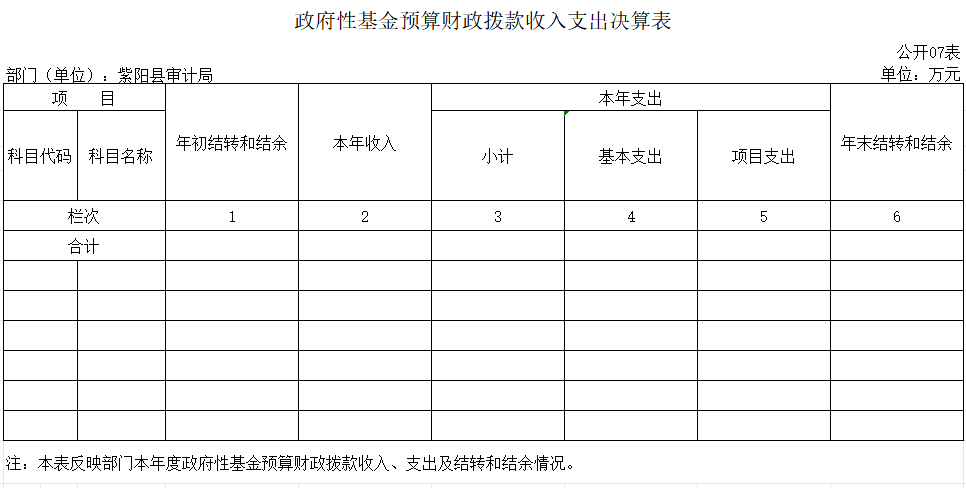 政府性基金预算财政拨款收入支出决算表
公开07表
部门（单位）：紫阳县审计局 单位：万元
项 目 年初结转和结余 本年收入 本年支出 年末结转和结余
科目代码 科目名称 小计 基本支出 项目支出
栏次 1 2 3 4 5 6
合计
注：本表反映部门本年度政府性基金预算财政拨款收入、支出及结转和结余情况。